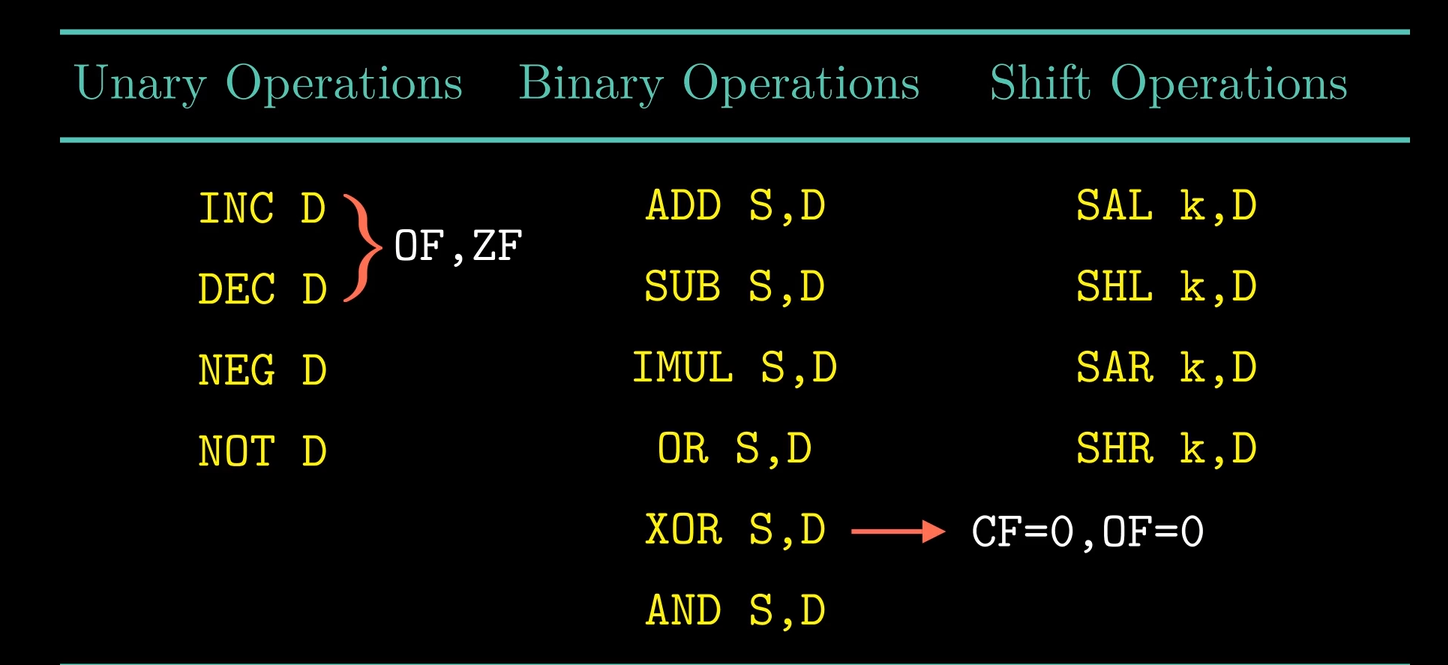 Unary Operations Binary Operations Shift Operations
INC D ADD S,D SAL k,D
OF,ZF
DEC D SUB S,D SHL k,D
NEG D IMUL S,D SAR k,D
NOT D OR S,D SHR k,D
XOR S,D CF=0,OF=0
AND S,D